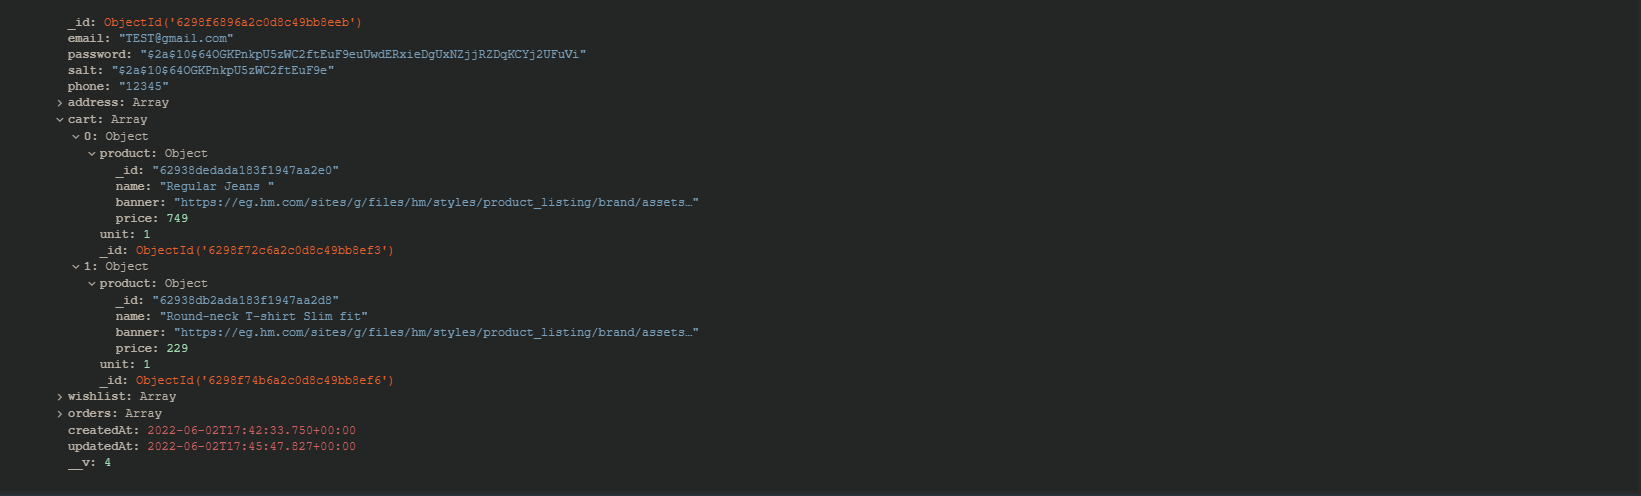 _id: ObjectId('6298f6896a2c0d8c49bb8eeb')
email: "TEST@gmail.com"
password: "$2a$10$64OGKPnkpU5zWC2ftEuF9euUwdERxieDgUxNZjjRZDqKCYj2UFuVi"
salt: "$2a$10$64OGKPnkpU5zWC2ftEuF9e"
phone: "12345"
address: Array
cart: Array
0: Object
product: Object
_id: "62938dedada183f1947aa2e0"
name: "Regular Jeans "
banner: "https://eg.hm.com/sites/g/files/hm/styles/product_listing/brand/assets…"
price: 749
unit: 1
_id: ObjectId('6298f72c6a2c0d8c49bb8ef3')
1: Object
product: Object
_id: "62938db2ada183f1947aa2d8"
name: "Round-neck T-shirt Slim fit"
banner: "https://eg.hm.com/sites/g/files/hm/styles/product_listing/brand/assets…"
price: 229
unit: 1
_id: ObjectId('6298f74b6a2c0d8c49bb8ef6')
wishlist: Array
orders: Array
createdAt: 2022-06-02T17:42:33.750+00:00
updatedAt: 2022-06-02T17:45:47.827+00:00
__v: 4